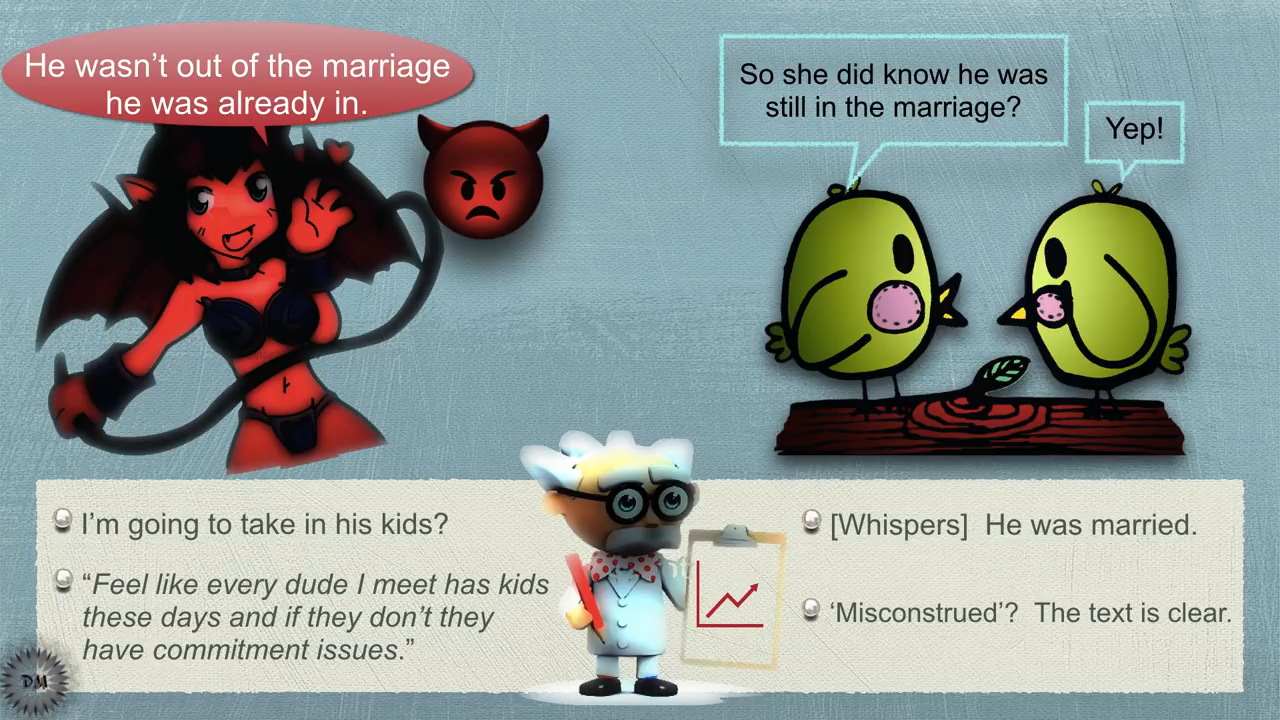 He wasn’t out of the marriage
he was already in.
So she did know he was
still in the marriage?
Yep!
I’m going to take in his kids?
“Feel like every dude I meet has kids
these days and if they don’t they
have commitment issues.”
[Whispers]  He was married.
‘Misconstrued’?  The text is clear.
DM